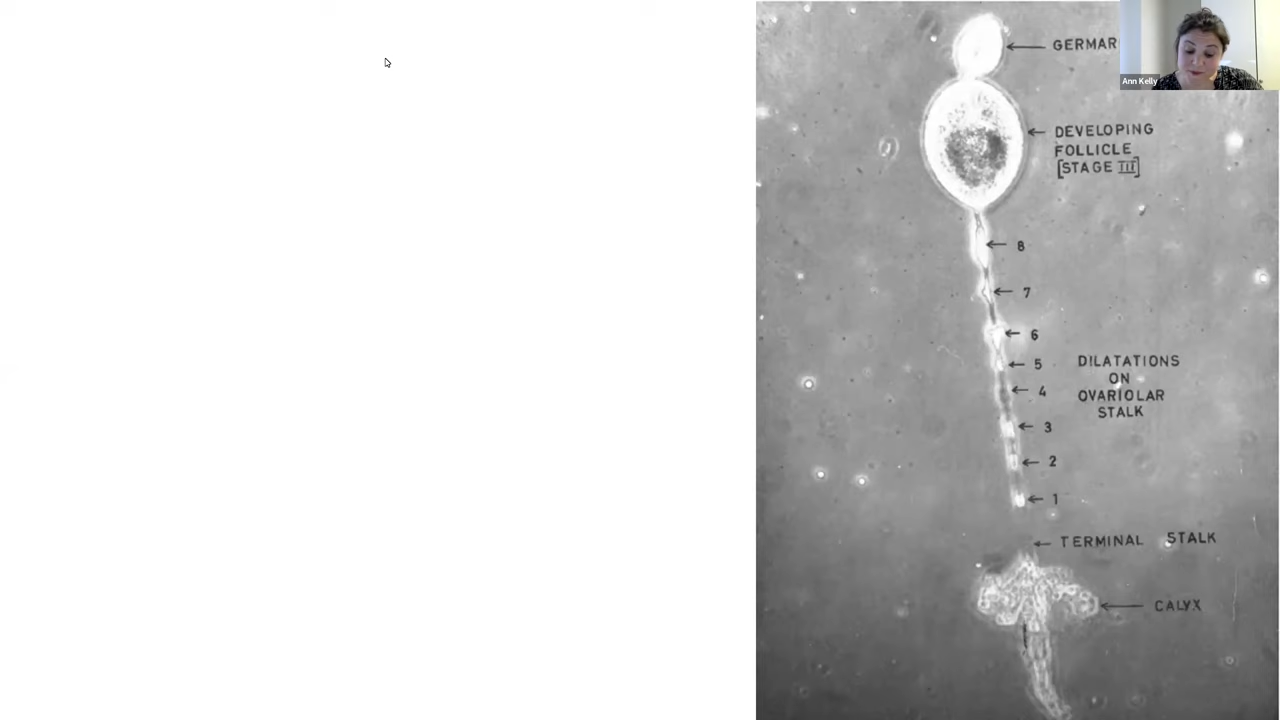 Ann Kelly
DEVELOPING
FOLLICLE
[STAGE III]
8
7
6
5
4
3
2
1
DILATATIONS
ON
OVARIOLAR
STALK
TERMINAL STALK
CALYX